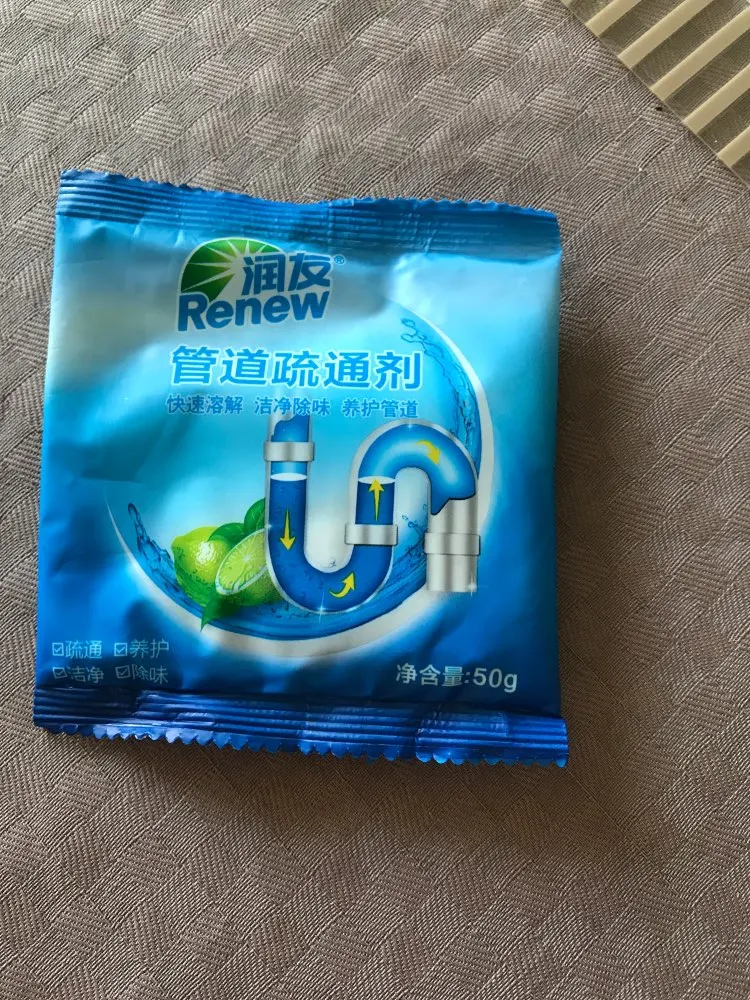 润友®
Renew
管道疏通剂
快速溶解 洁净除味 养护管道
☑疏通 ☑养护
☑洁净 ☑除味
净含量:50g